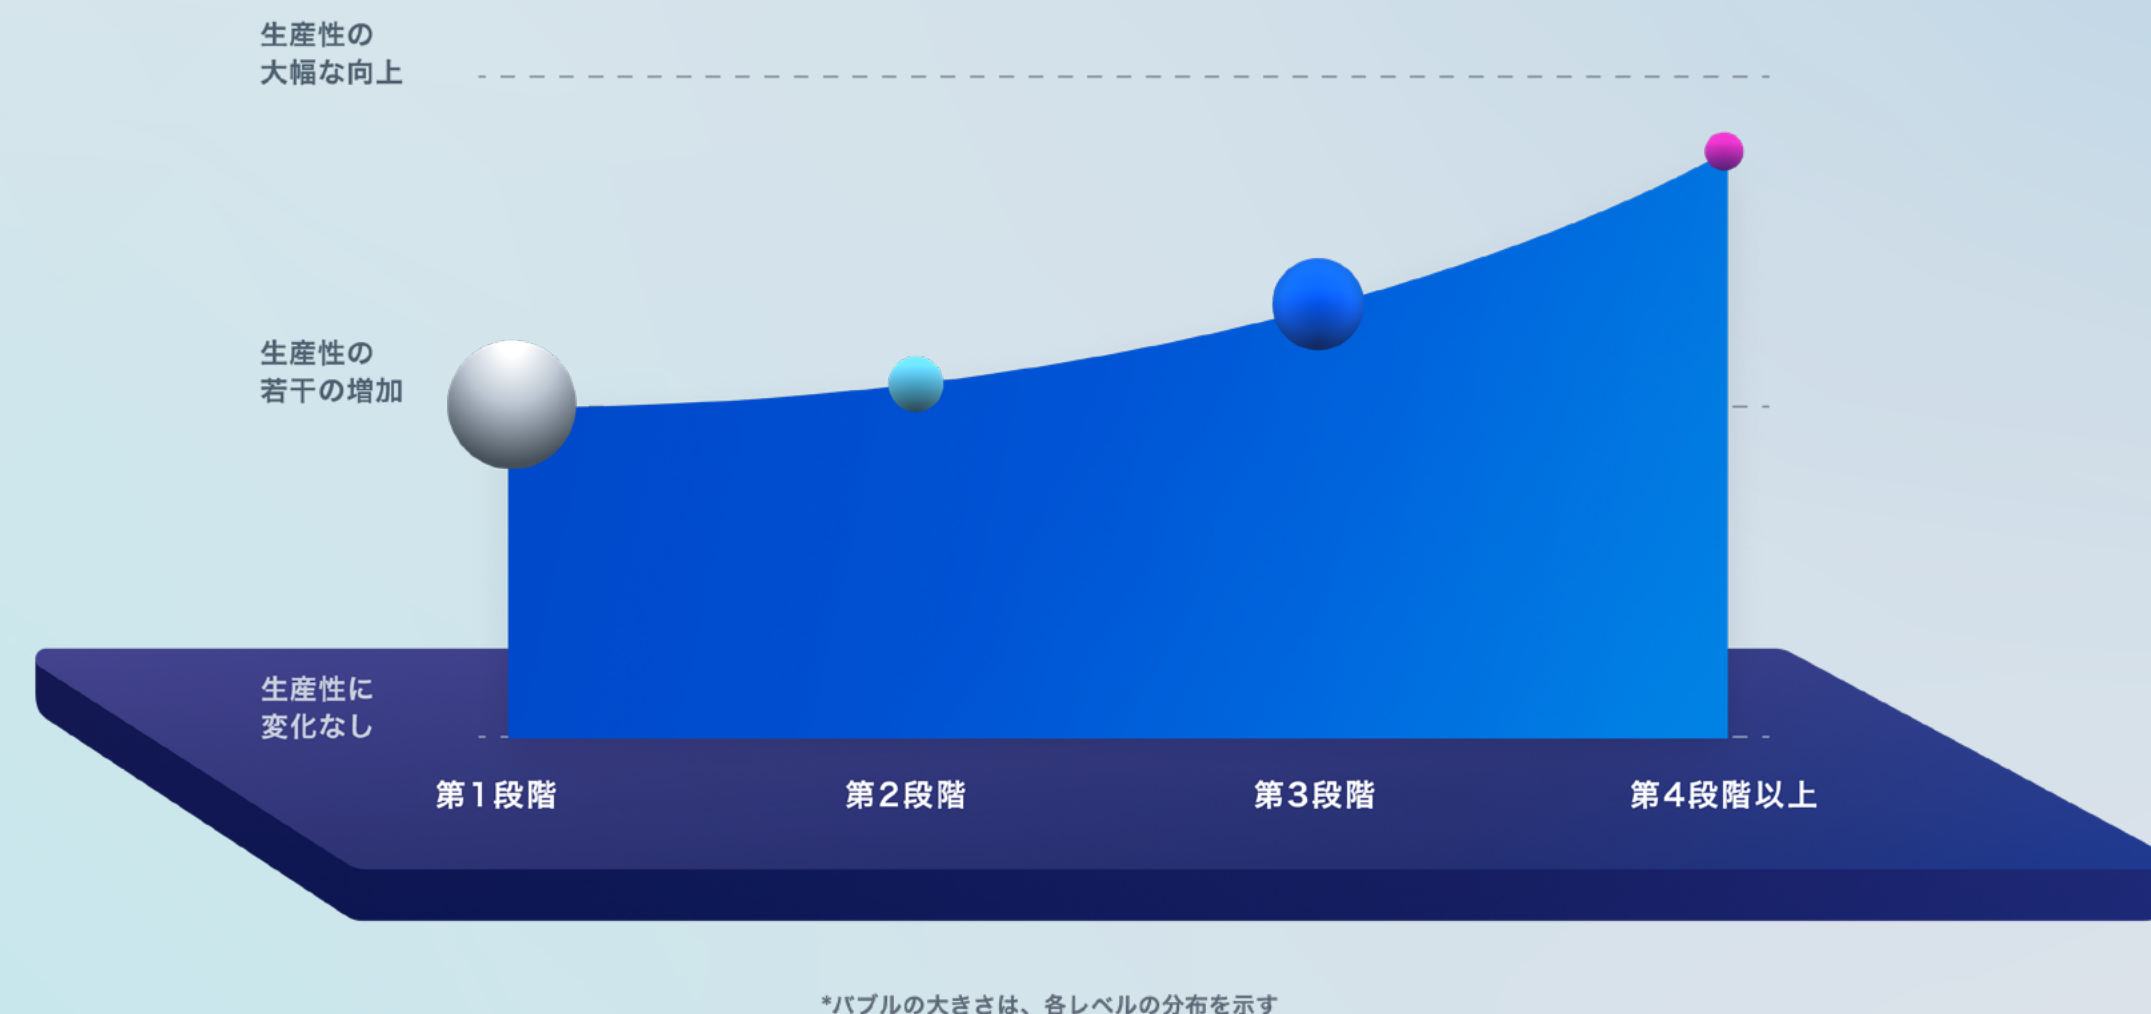 生産性の
大幅な向上
生産性の
若干の増加
生産性に
変化なし
第1段階
第2段階
第3段階
第4段階以上
*バブルの大きさは、各レベルの分布を示す